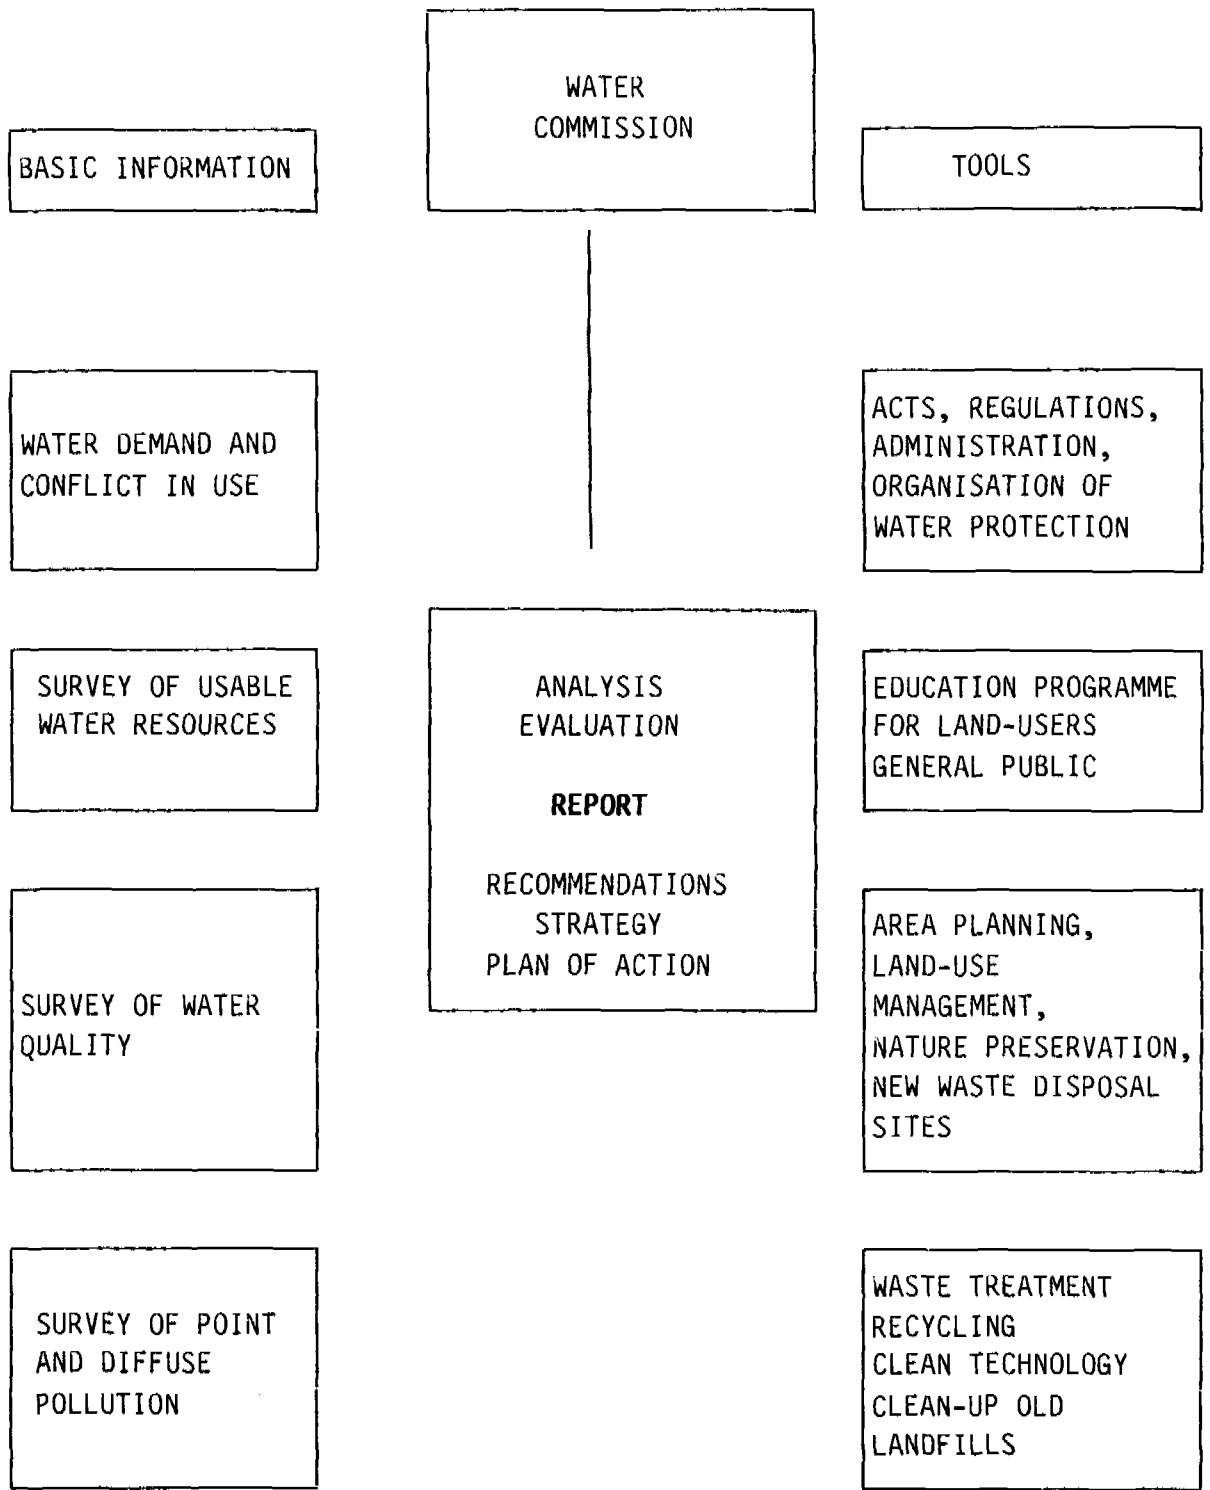 WATER
COMMISSION
BASIC INFORMATION
TOOLS
WATER DEMAND AND
CONFLICT IN USE
ACTS, REGULATIONS,
ADMINISTRATION,
ORGANISATION OF
WATER PROTECTION
SURVEY OF USABLE
WATER RESOURCES
ANALYSIS
EVALUATION
REPORT
RECOMMENDATIONS
STRATEGY
PLAN OF ACTION
EDUCATION PROGRAMME
FOR LAND-USERS
GENERAL PUBLIC
SURVEY OF WATER
QUALITY
AREA PLANNING,
LAND-USE
MANAGEMENT,
NATURE PRESERVATION,
NEW WASTE DISPOSAL
SITES
SURVEY OF POINT
AND DIFFUSE
POLLUTION
WASTE TREATMENT
RECYCLING
CLEAN TECHNOLOGY
CLEAN-UP OLD
LANDFILLS